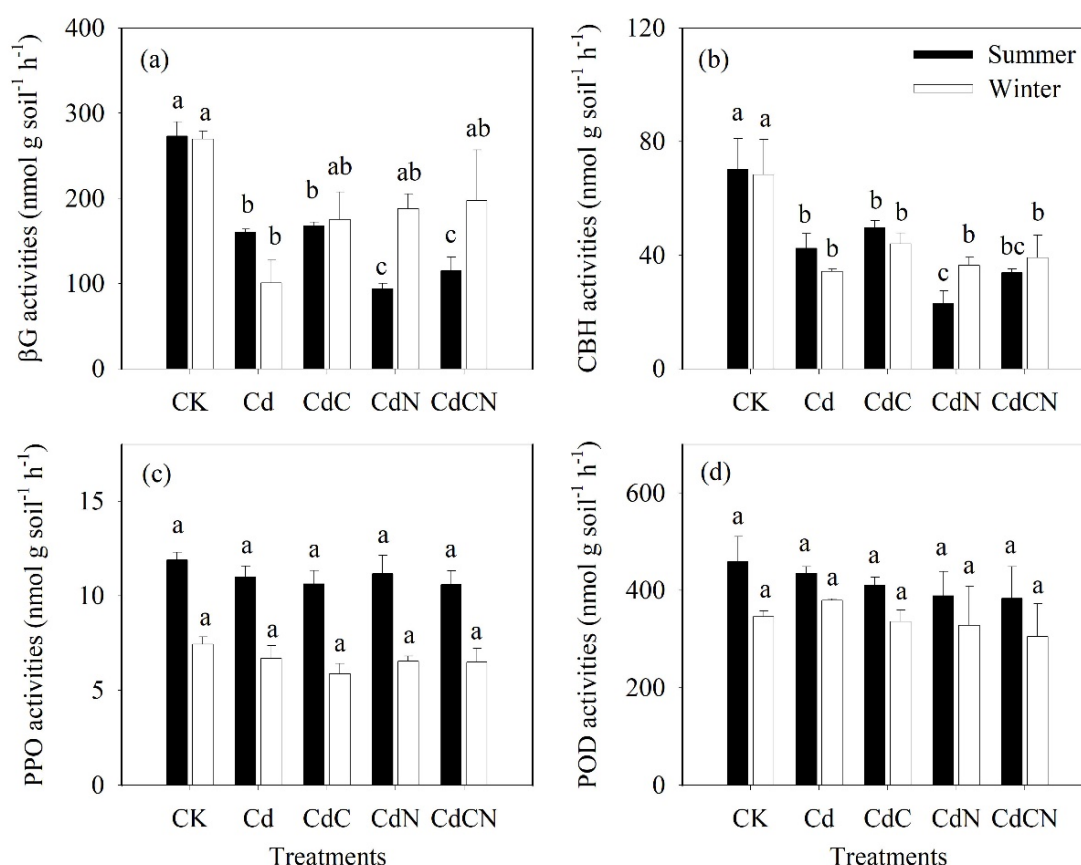 400
300
200
100
0
βG activities (nmol g soil⁻¹ h⁻¹)
(a)
a a
b b
b ab
c ab
c ab
CK Cd CdC CdN CdCN
120
80
40
0
CBH activities (nmol g soil⁻¹ h⁻¹)
(b)
Summer
Winter
a a
b b
b b
c b
bc b
CK Cd CdC CdN CdCN
15
10
5
0
PPO activities (nmol g soil⁻¹ h⁻¹)
(c)
a a
a a
a a
a a
a a
CK Cd CdC CdN CdCN
Treatments
600
400
200
0
POD activities (nmol g soil⁻¹ h⁻¹)
(d)
a a
a a
a a
a a
a a
CK Cd CdC CdN CdCN
Treatments